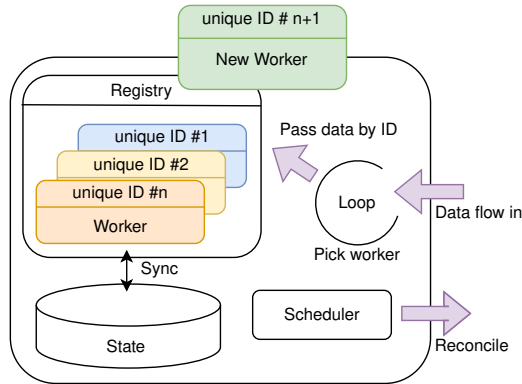 unique ID # n+1
New Worker
Registry
unique ID #1
unique ID #2
unique ID #n
Worker
Pass data by ID
Loop
Data flow in
Pick worker
Sync
State
Scheduler
Reconcile